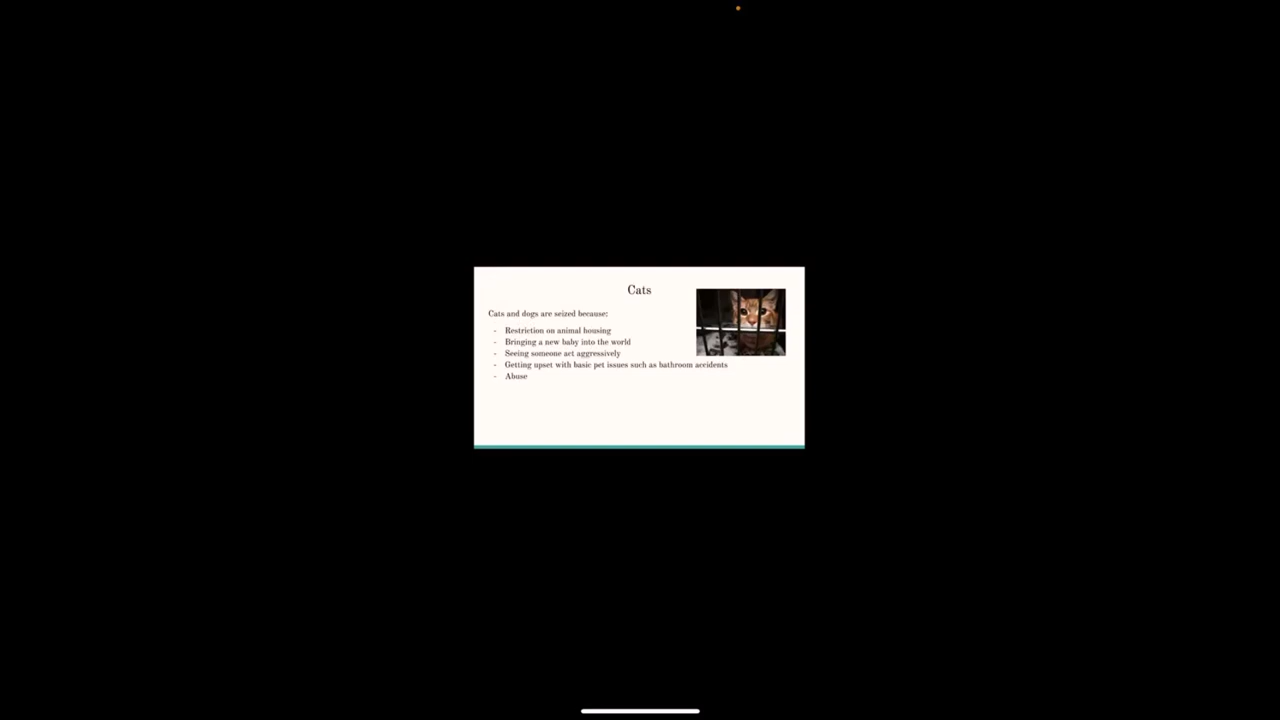 Cats
Cats and dogs are seized because:
- Restriction on animal housing
- Bringing a new baby into the world
- Seeing someone act aggressively
- Getting upset with basic pet issues such as bathroom accidents
- Abuse